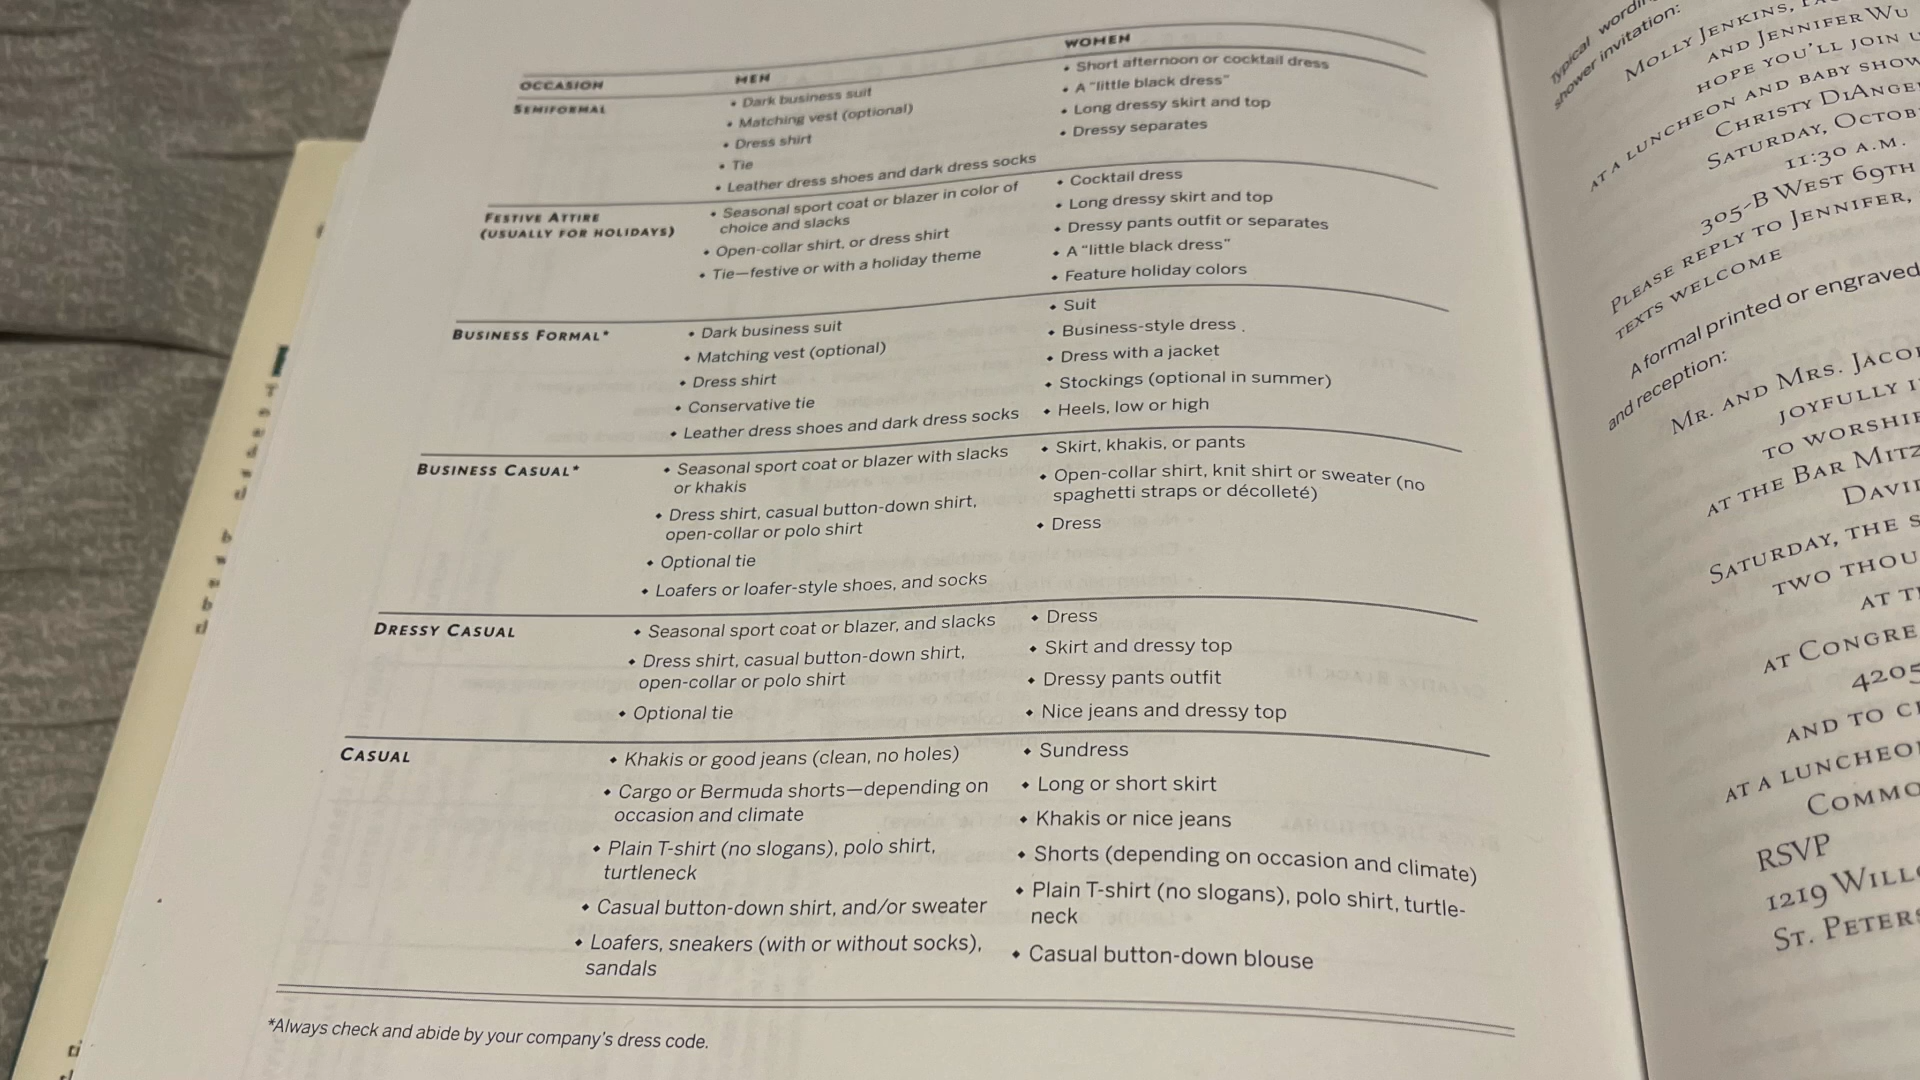 OCCASION MEN WOMEN
SEMIFORMAL
• Dark business suit
• Matching vest (optional)
• Dress shirt
• Tie
• Leather dress shoes and dark dress socks
• Short afternoon or cocktail dress
• A “little black dress”
• Long dressy skirt and top
• Dressy separates
FESTIVE ATTIRE
(USUALLY FOR HOLIDAYS)
• Seasonal sport coat or blazer in color of
choice and slacks
• Open-collar shirt, or dress shirt
• Tie—festive or with a holiday theme
• Cocktail dress
• Long dressy skirt and top
• Dressy pants outfit or separates
• A “little black dress”
• Feature holiday colors
BUSINESS FORMAL*
• Dark business suit
• Matching vest (optional)
• Dress shirt
• Conservative tie
• Leather dress shoes and dark dress socks
• Suit
• Business-style dress
• Dress with a jacket
• Stockings (optional in summer)
• Heels, low or high
BUSINESS CASUAL*
• Seasonal sport coat or blazer with slacks
or khakis
• Dress shirt, casual button-down shirt,
open-collar or polo shirt
• Optional tie
• Loafers or loafer-style shoes, and socks
• Skirt, khakis, or pants
• Open-collar shirt, knit shirt or sweater (no
spaghetti straps or décolleté)
• Dress
DRESSY CASUAL
• Seasonal sport coat or blazer, and slacks
• Dress shirt, casual button-down shirt,
open-collar or polo shirt
• Optional tie
• Dress
• Skirt and dressy top
• Dressy pants outfit
• Nice jeans and dressy top
CASUAL
• Khakis or good jeans (clean, no holes)
• Cargo or Bermuda shorts—depending on
occasion and climate
• Plain T-shirt (no slogans), polo shirt,
turtleneck
• Casual button-down shirt, and/or sweater
• Loafers, sneakers (with or without socks),
sandals
• Sundress
• Long or short skirt
• Khakis or nice jeans
• Shorts (depending on occasion and climate)
• Plain T-shirt (no slogans), polo shirt, turtle-
neck
• Casual button-down blouse
*Always check and abide by your company’s dress code.
Typical
shower invitation:
MOLLY JENKINS,
AND JENNIFER WU
HOPE YOU’LL JOIN
AT A LUNCHEON AND BABY
CHRISTY
SATURDAY,
11:30 A.M.
305-B WEST 69TH
PLEASE REPLY TO JENNIFER,
TEXTS WELCOME
A formal printed or engraved
and reception:
MR. AND MRS.
JOYFULLY
TO
AT THE BAR
SATURDAY, THE
TWO
AT
AT
4205
AND TO
AT A
RSVP
1219
ST.